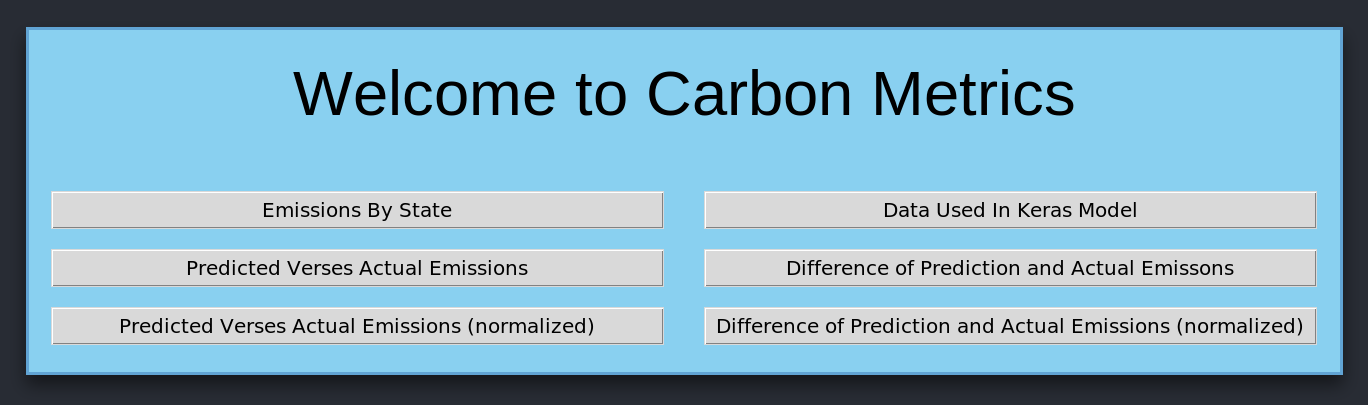 Welcome to Carbon Metrics
Emissions By State
Data Used In Keras Model
Predicted Verses Actual Emissions
Difference of Prediction and Actual Emissons
Predicted Verses Actual Emissions (normalized)
Difference of Prediction and Actual Emissions (normalized)